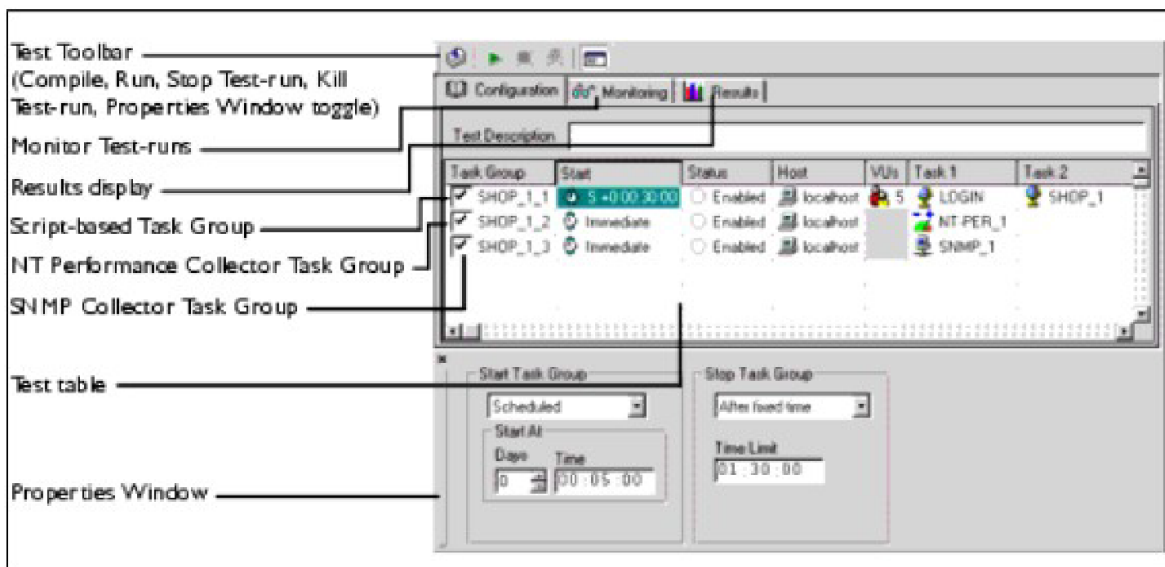 Test Toolbar
(Compile, Run, Stop Test-run, Kill
Test-run, Properties Window toggle)
Monitor Test-runs
Results display
Script-based Task Group
NT Performance Collector Task Group
SNMP Collector Task Group
Test table
Properties Window
Configuration Monitoring Results
Test Description
Task Group Start Status Host VUs Task 1 Task 2
SHOP_1_1 S +0 00:30:00 Enabled localhost 5 LOGIN SHOP_1
SHOP_1_2 Immediate Enabled localhost NT-PER_1
SHOP_1_3 Immediate Enabled localhost SNMP_1
Start Task Group
Scheduled
Start At
Days Time
0 00:05:00
Stop Task Group
After fixed time
Time Limit
01:30:00